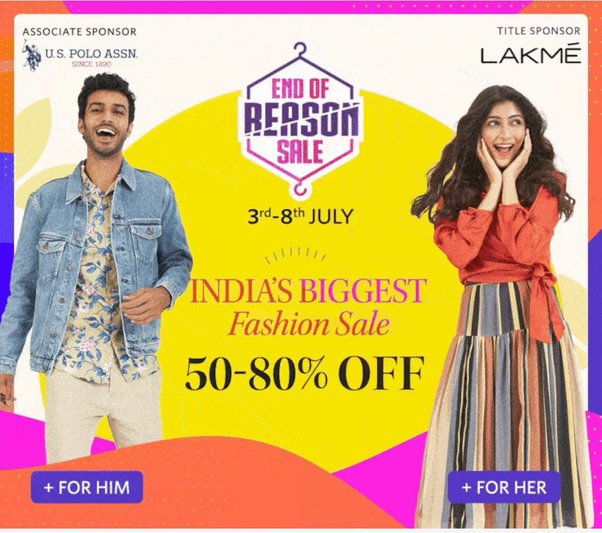 ASSOCIATE SPONSOR
U.S. POLO ASSN.
SINCE 1890
TITLE SPONSOR
LAKMÉ
END OF
REASON
SALE
3rd-8th JULY
INDIA'S BIGGEST
Fashion Sale
50-80% OFF
+ FOR HIM
+ FOR HER